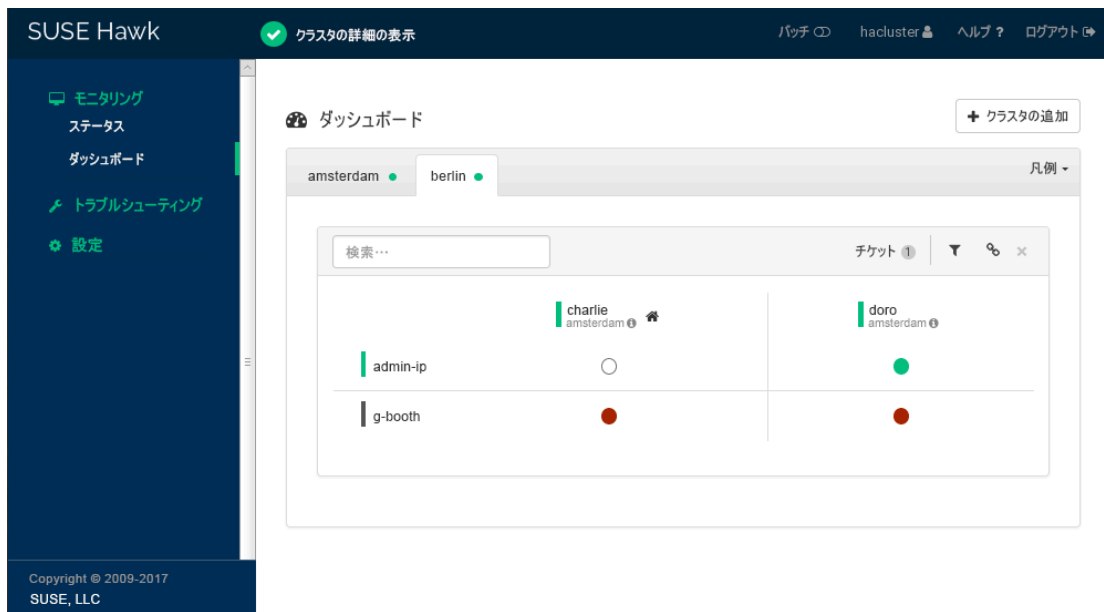 SUSE Hawk
クラスタの詳細の表示
バッチ
hacluster
ヘルプ ?
ログアウト
モニタリング
ステータス
ダッシュボード
トラブルシューティング
設定
ダッシュボード
+ クラスタの追加
amsterdam
berlin
凡例
検索…
チケット 1
charlie
amsterdam
doro
amsterdam
admin-ip
g-booth
Copyright © 2009-2017
SUSE, LLC